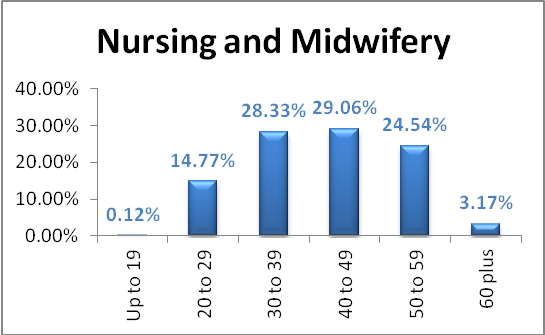 Nursing and Midwifery
40.00%
30.00%
20.00%
10.00%
0.00%
0.12%
14.77%
28.33%
29.06%
24.54%
3.17%
Up to 19
20 to 29
30 to 39
40 to 49
50 to 59
60 plus